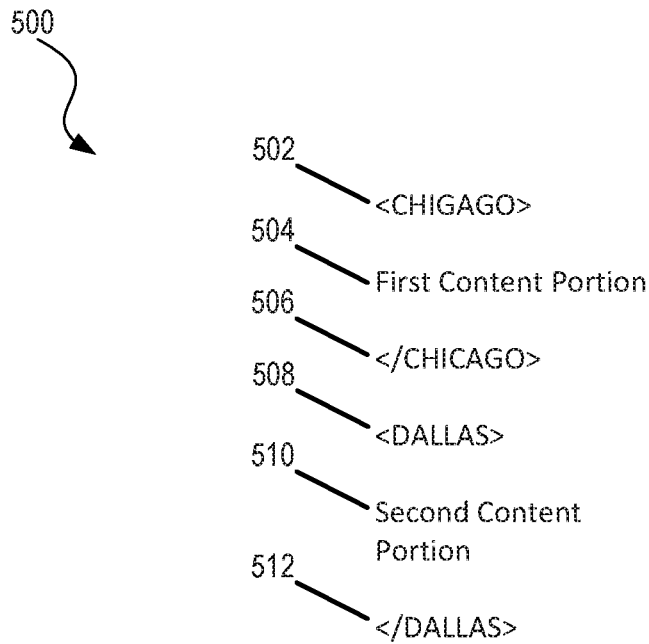 500
502
<CHIGAGO>
504
First Content Portion
506
</CHICAGO>
508
<DALLAS>
510
Second Content
Portion
512
</DALLAS>